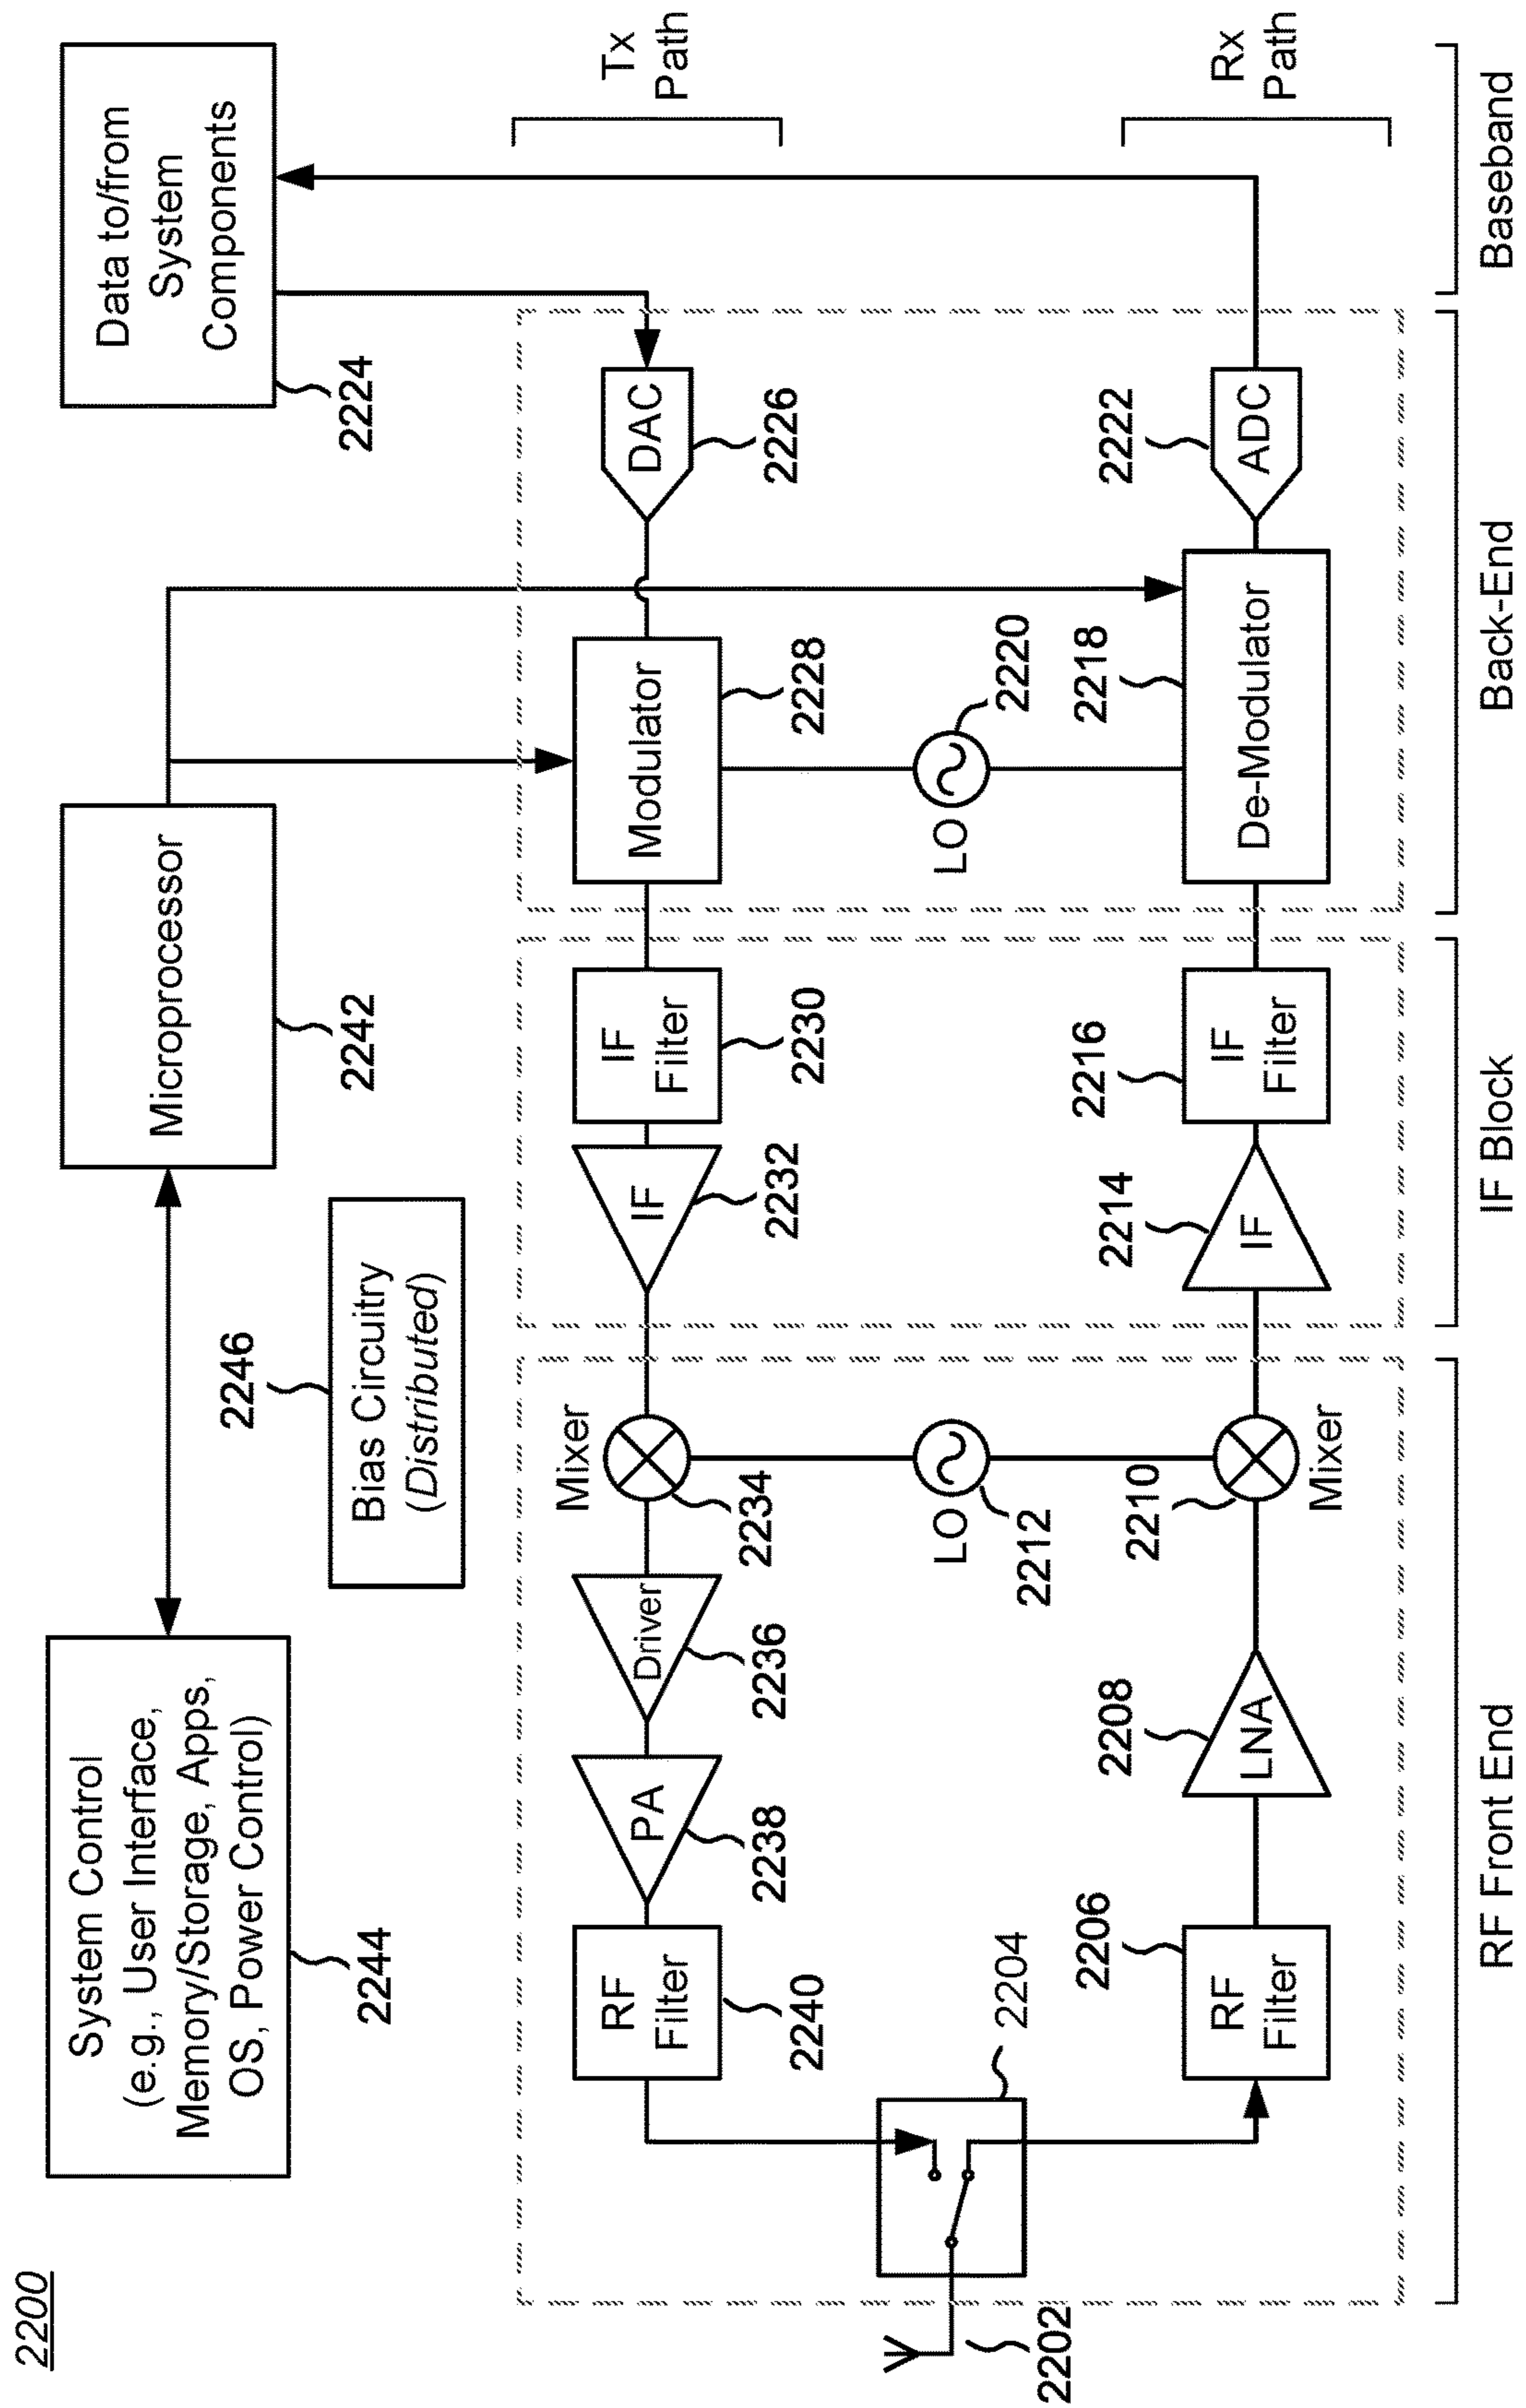 2200
System Control
(e.g., User Interface,
Memory/Storage, Apps,
OS, Power Control)
2244
Microprocessor
2242
Data to/from
System
Components
2224
2246
Bias Circuitry
(Distributed)
Tx
Path
RF
Filter
2240
PA
2238
Driver
2236
Mixer
2234
IF
2232
IF
Filter
2230
Modulator
2228
DAC
2226
2202
2204
LO
2212
LO
2220
Rx
Path
RF
Filter
2206
LNA
2208
2210
Mixer
IF
2214
IF
Filter
2216
De-Modulator
2218
ADC
2222
RF Front End
IF Block
Back-End
Baseband